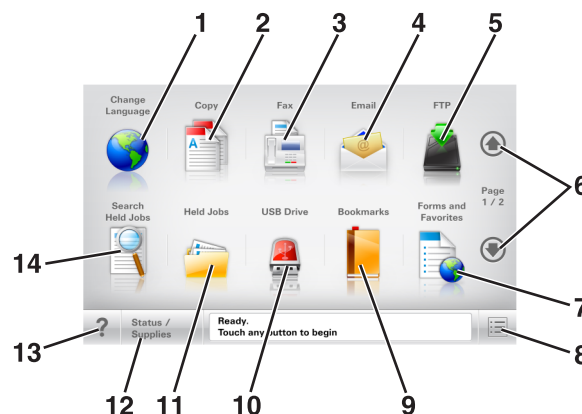 1 2 3 4 5
Change Language
Copy
Fax
Email
FTP
6
Page
1 / 2
Search Held Jobs
Held Jobs
USB Drive
Bookmarks
Forms and Favorites
14
A
@
7
?
Status / Supplies
Ready.
Touch any button to begin
8
13
12 11 10 9